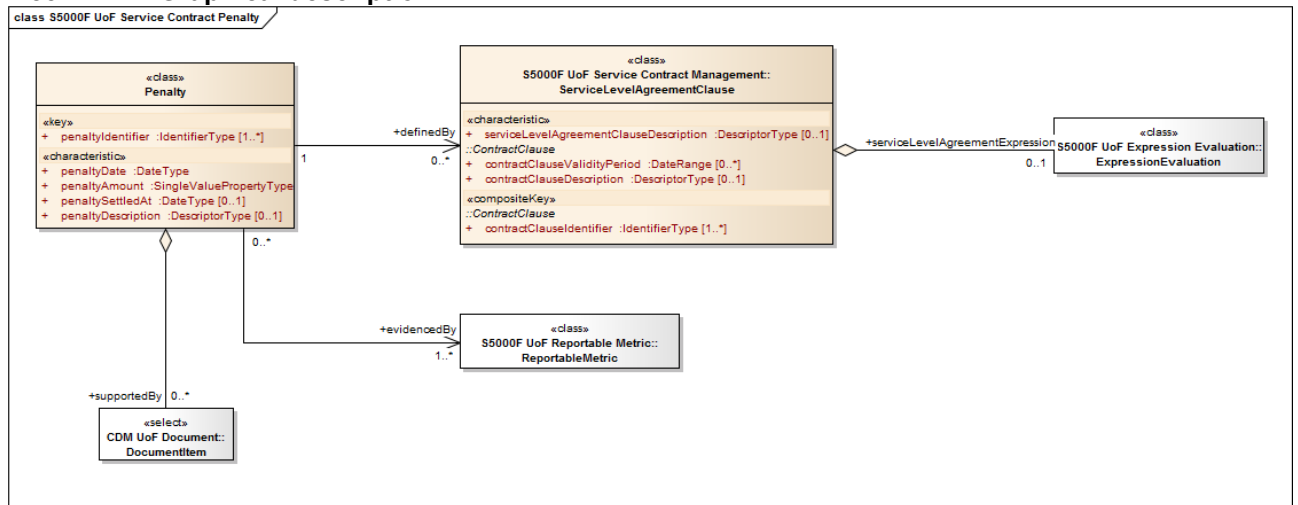 class S5000F UoF Service Contract Penalty
«class»
Penalty
«key»
+ penaltyIdentifier :IdentifierType [1..*]
«characteristic»
+ penaltyDate :DateType
+ penaltyAmount :SingleValuePropertyType
+ penaltySettledAt :DateType [0..1]
+ penaltyDescription :DescriptorType [0..1]
1
+definedBy
0..*
«class»
S5000F UoF Service Contract Management::
ServiceLevelAgreementClause
«characteristic»
+ serviceLevelAgreementClauseDescription :DescriptorType [0..1]
::ContractClause
+ contractClauseValidityPeriod :DateRange [0..*]
+ contractClauseDescription :DescriptorType [0..1]
«compositeKey»
::ContractClause
+ contractClauseIdentifier :IdentifierType [1..*]
+serviceLevelAgreementExpression
0..1
«class»
S5000F UoF Expression Evaluation::
ExpressionEvaluation
0..*
+evidencedBy
1..*
«class»
S5000F UoF Reportable Metric::
ReportableMetric
+supportedBy 0..*
«select»
CDM UoF Document::
DocumentItem